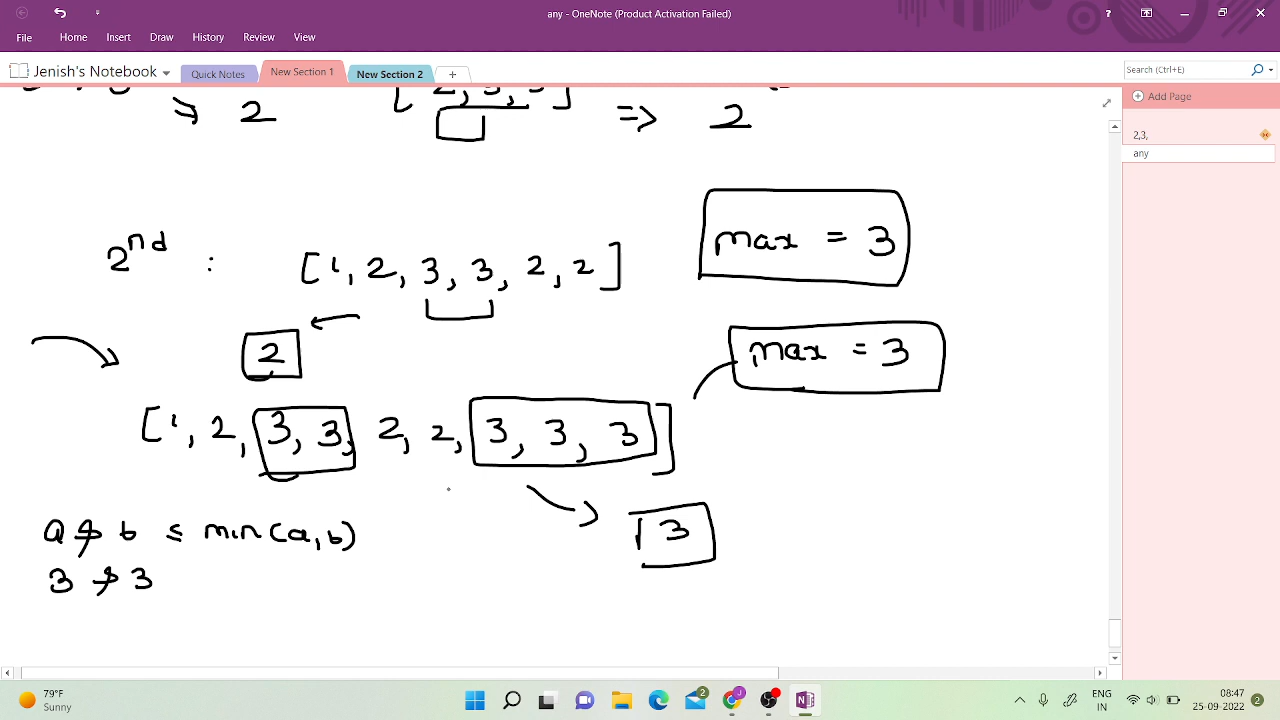 any - OneNote (Product Activation Failed)
File Home Insert Draw History Review View
Jenish's Notebook Quick Notes New Section 1 New Section 2 + Search (Ctrl+E)
Add Page
2,3,
any
2 => 2
2nd : [1, 2, 3, 3, 2, 2] max = 3
2 max = 3
[1, 2, 3, 3, 2, 2, 3, 3, 3]
3
a & b ≤ min(a, b)
3 & 3
79°F
Sunny
2
ENG
IN
08:47
25-09-2022
2